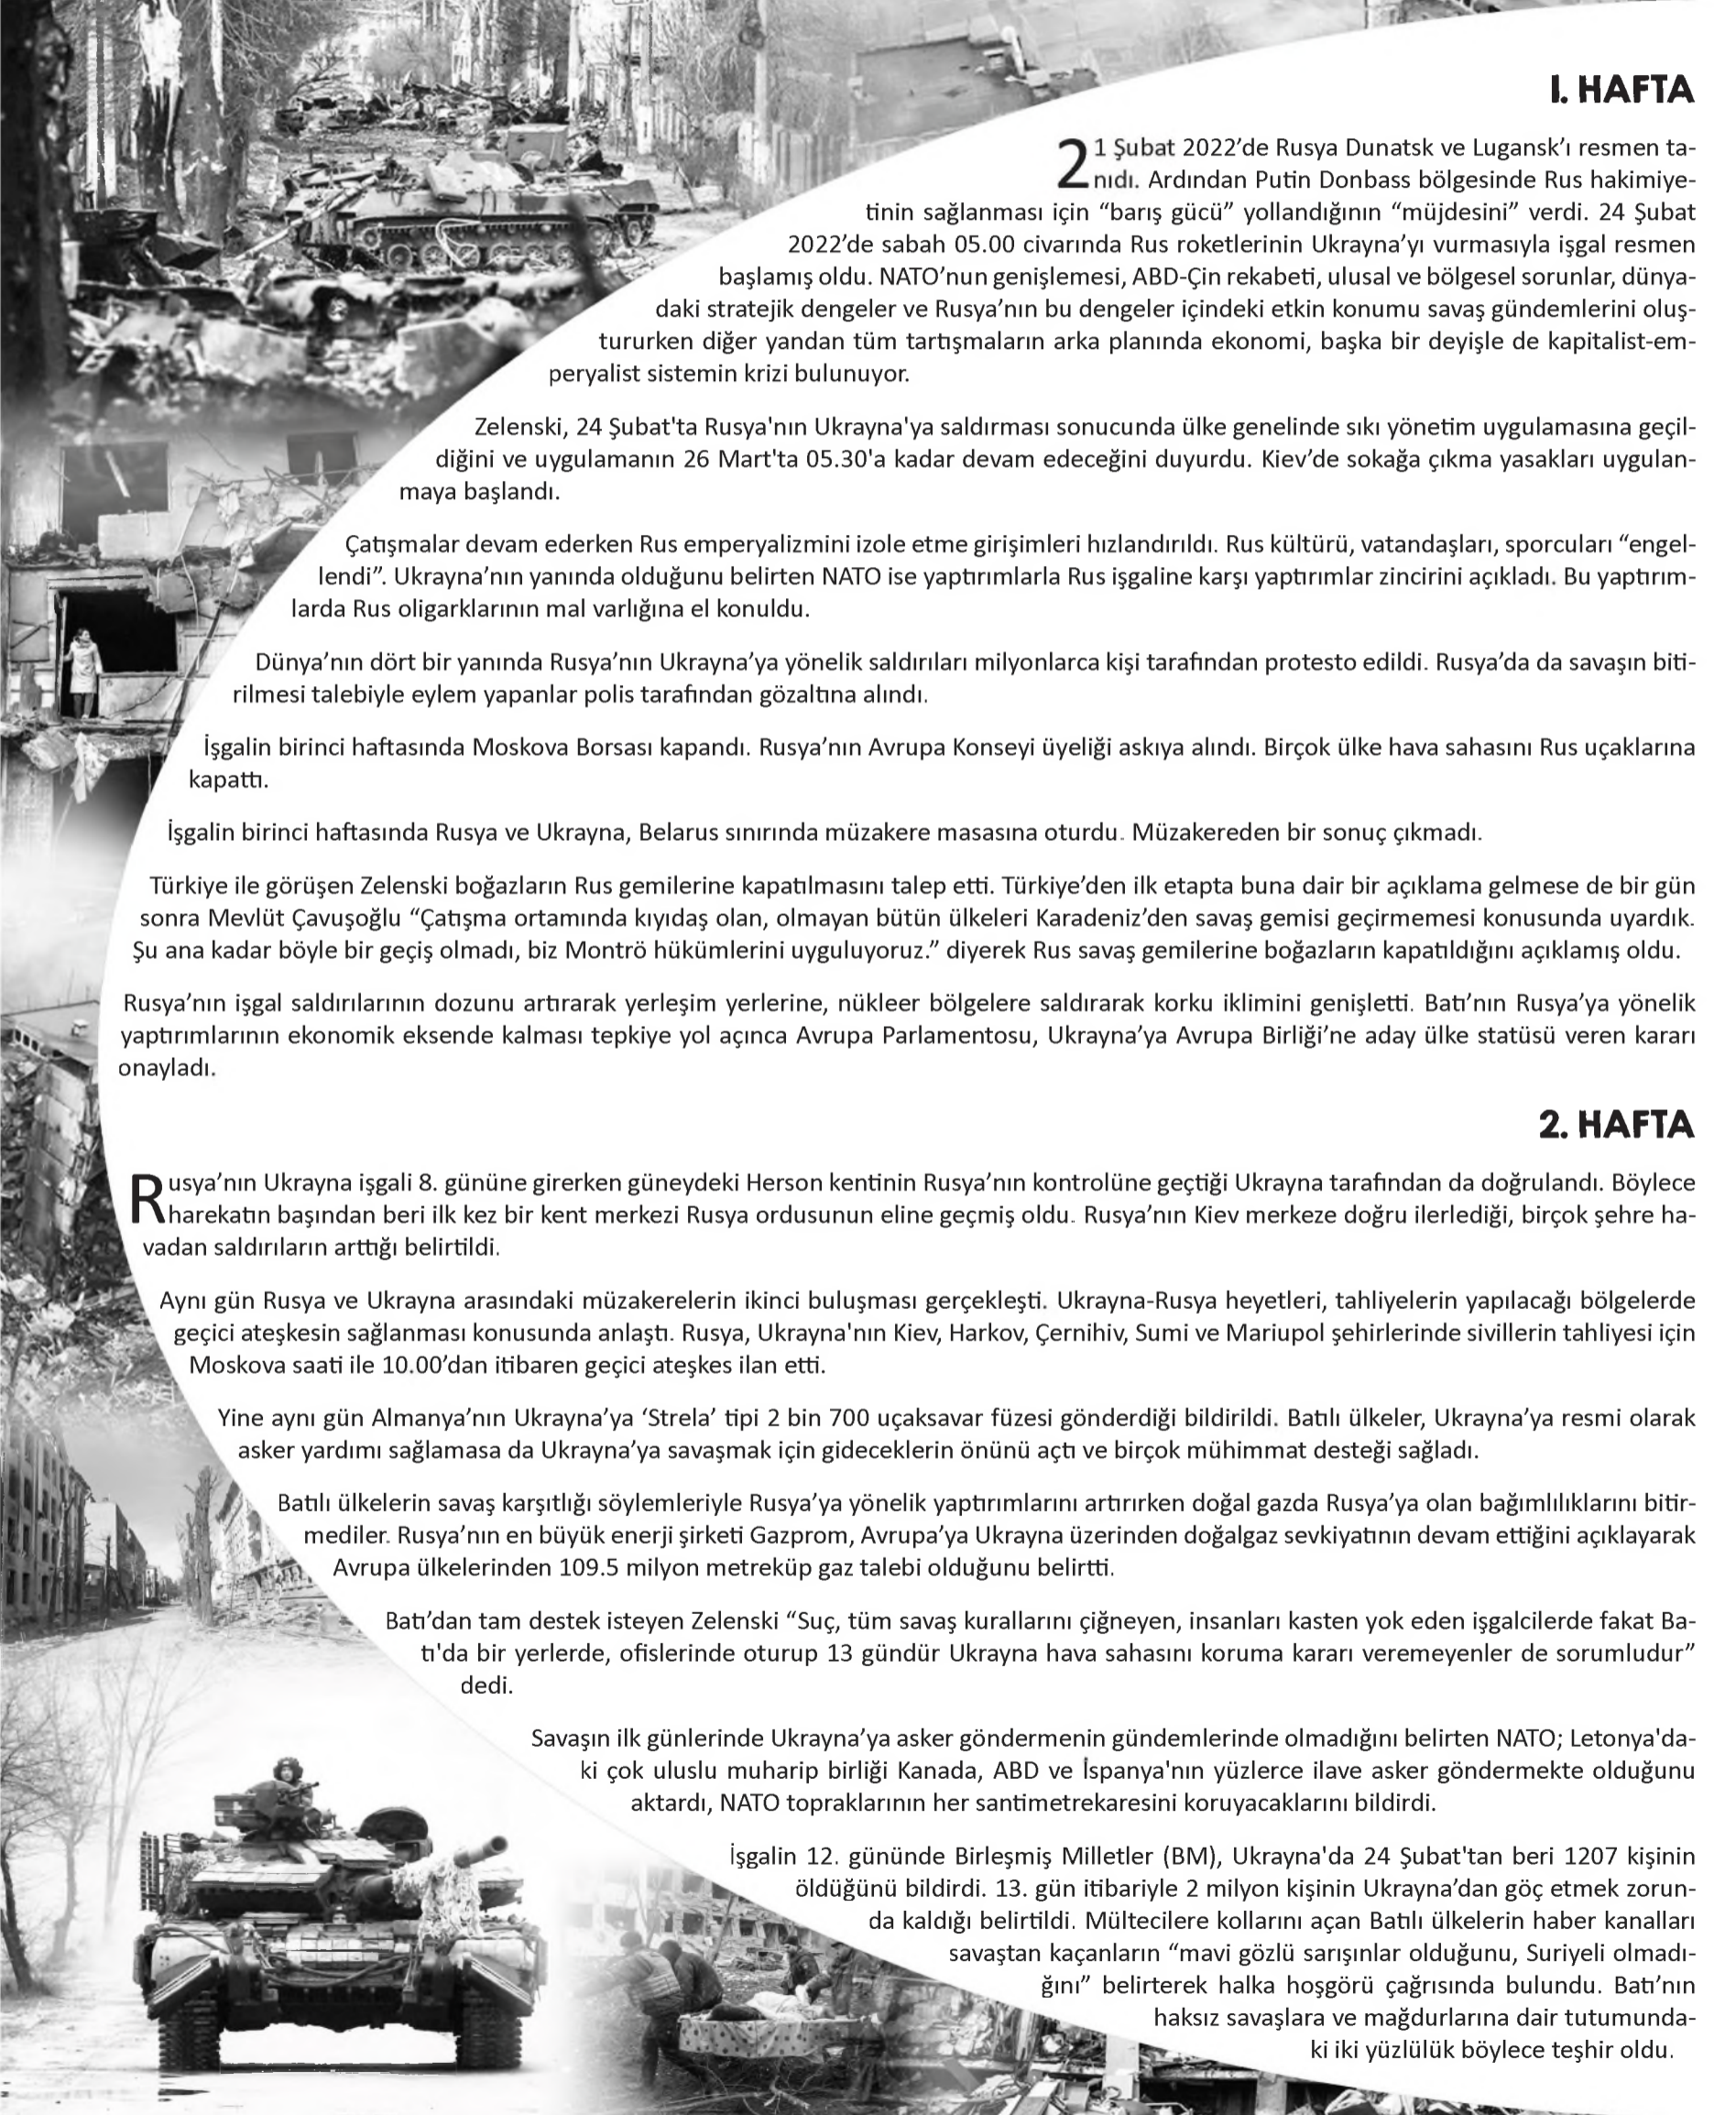 I. HAFTA
21 Şubat 2022’de Rusya Dunatsk ve Lugansk’ı resmen ta-
nıdı. Ardından Putin Donbass bölgesinde Rus hakimiye-
tinin sağlanması için “barış gücü” yollandığının “müjdesini” verdi. 24 Şubat
2022’de sabah 05.00 civarında Rus roketlerinin Ukrayna’yı vurmasıyla işgal resmen
başlamış oldu. NATO’nun genişlemesi, ABD-Çin rekabeti, ulusal ve bölgesel sorunlar, dünya-
daki stratejik dengeler ve Rusya’nın bu dengeler içindeki etkin konumu savaş gündemlerini oluş-
tururken diğer yandan tüm tartışmaların arka planında ekonomi, başka bir deyişle de kapitalist-em-
peryalist sistemin krizi bulunuyor.
Zelenski, 24 Şubat'ta Rusya'nın Ukrayna'ya saldırması sonucunda ülke genelinde sıkı yönetim uygulamasına geçil-
diğini ve uygulamanın 26 Mart'ta 05.30'a kadar devam edeceğini duyurdu. Kiev’de sokağa çıkma yasakları uygulan-
maya başlandı.
Çatışmalar devam ederken Rus emperyalizmini izole etme girişimleri hızlandırıldı. Rus kültürü, vatandaşları, sporcuları “engel-
lendi”. Ukrayna’nın yanında olduğunu belirten NATO ise yaptırımlarla Rus işgaline karşı yaptırımlar zincirini açıkladı. Bu yaptırım-
larda Rus oligarklarının mal varlığına el konuldu.
Dünya’nın dört bir yanında Rusya’nın Ukrayna’ya yönelik saldırıları milyonlarca kişi tarafından protesto edildi. Rusya’da da savaşın biti-
rilmesi talebiyle eylem yapanlar polis tarafından gözaltına alındı.
İşgalin birinci haftasında Moskova Borsası kapandı. Rusya’nın Avrupa Konseyi üyeliği askıya alındı. Birçok ülke hava sahasını Rus uçaklarına
kapattı.
İşgalin birinci haftasında Rusya ve Ukrayna, Belarus sınırında müzakere masasına oturdu. Müzakereden bir sonuç çıkmadı.
Türkiye ile görüşen Zelenski boğazların Rus gemilerine kapatılmasını talep etti. Türkiye’den ilk etapta buna dair bir açıklama gelmese de bir gün
sonra Mevlüt Çavuşoğlu “Çatışma ortamında kıyıdaş olan, olmayan bütün ülkeleri Karadeniz’den savaş gemisi geçirmemesi konusunda uyardık.
Şu ana kadar böyle bir geçiş olmadı, biz Montrö hükümlerini uyguluyoruz.” diyerek Rus savaş gemilerine boğazların kapatıldığını açıklamış oldu.
Rusya’nın işgal saldırılarının dozunu artırarak yerleşim yerlerine, nükleer bölgelere saldırarak korku iklimini genişletti. Batı’nın Rusya’ya yönelik
yaptırımlarının ekonomik eksende kalması tepkiye yol açınca Avrupa Parlamentosu, Ukrayna’ya Avrupa Birliği’ne aday ülke statüsü veren kararı
onayladı.
2. HAFTA
Rusya’nın Ukrayna işgali 8. gününe girerken güneydeki Herson kentinin Rusya’nın kontrolüne geçtiği Ukrayna tarafından da doğrulandı. Böylece
harekatın başından beri ilk kez bir kent merkezi Rusya ordusunun eline geçmiş oldu. Rusya’nın Kiev merkeze doğru ilerlediği, birçok şehre ha-
vadan saldırıların arttığı belirtildi.
Aynı gün Rusya ve Ukrayna arasındaki müzakerelerin ikinci buluşması gerçekleşti. Ukrayna-Rusya heyetleri, tahliyelerin yapılacağı bölgelerde
geçici ateşkesin sağlanması konusunda anlaştı. Rusya, Ukrayna'nın Kiev, Harkov, Çernihiv, Sumi ve Mariupol şehirlerinde sivillerin tahliyesi için
Moskova saati ile 10.00’dan itibaren geçici ateşkes ilan etti.
Yine aynı gün Almanya’nın Ukrayna’ya ‘Strela’ tipi 2 bin 700 uçaksavar füzesi gönderdiği bildirildi. Batılı ülkeler, Ukrayna’ya resmi olarak
asker yardımı sağlamasa da Ukrayna’ya savaşmak için gideceklerin önünü açtı ve birçok mühimmat desteği sağladı.
Batılı ülkelerin savaş karşıtlığı söylemleriyle Rusya’ya yönelik yaptırımlarını artırırken doğal gazda Rusya’ya olan bağımlılıklarını bitir-
mediler. Rusya’nın en büyük enerji şirketi Gazprom, Avrupa’ya Ukrayna üzerinden doğalgaz sevkiyatının devam ettiğini açıklayarak
Avrupa ülkelerinden 109.5 milyon metreküp gaz talebi olduğunu belirtti.
Batı’dan tam destek isteyen Zelenski “Suç, tüm savaş kurallarını çiğneyen, insanları kasten yok eden işgalcilerde fakat Ba-
tı'da bir yerlerde, ofislerinde oturup 13 gündür Ukrayna hava sahasını koruma kararı veremeyenler de sorumludur”
dedi.
Savaşın ilk günlerinde Ukrayna’ya asker göndermenin gündemlerinde olmadığını belirten NATO; Letonya'da-
ki çok uluslu muharip birliği Kanada, ABD ve İspanya'nın yüzlerce ilave asker göndermekte olduğunu
aktardı, NATO topraklarının her santimetrekaresini koruyacaklarını bildirdi.
İşgalin 12. gününde Birleşmiş Milletler (BM), Ukrayna'da 24 Şubat'tan beri 1207 kişinin
öldüğünü bildirdi. 13. gün itibariyle 2 milyon kişinin Ukrayna’dan göç etmek zorun-
da kaldığı belirtildi. Mültecilere kollarını açan Batılı ülkelerin haber kanalları
savaştan kaçanların “mavi gözlü sarışınlar olduğunu, Suriyeli olmadı-
ğını” belirterek halka hoşgörü çağrısında bulundu. Batı’nın
haksız savaşlara ve mağdurlarına dair tutumunda-
ki iki yüzlülük böylece teşhir oldu.